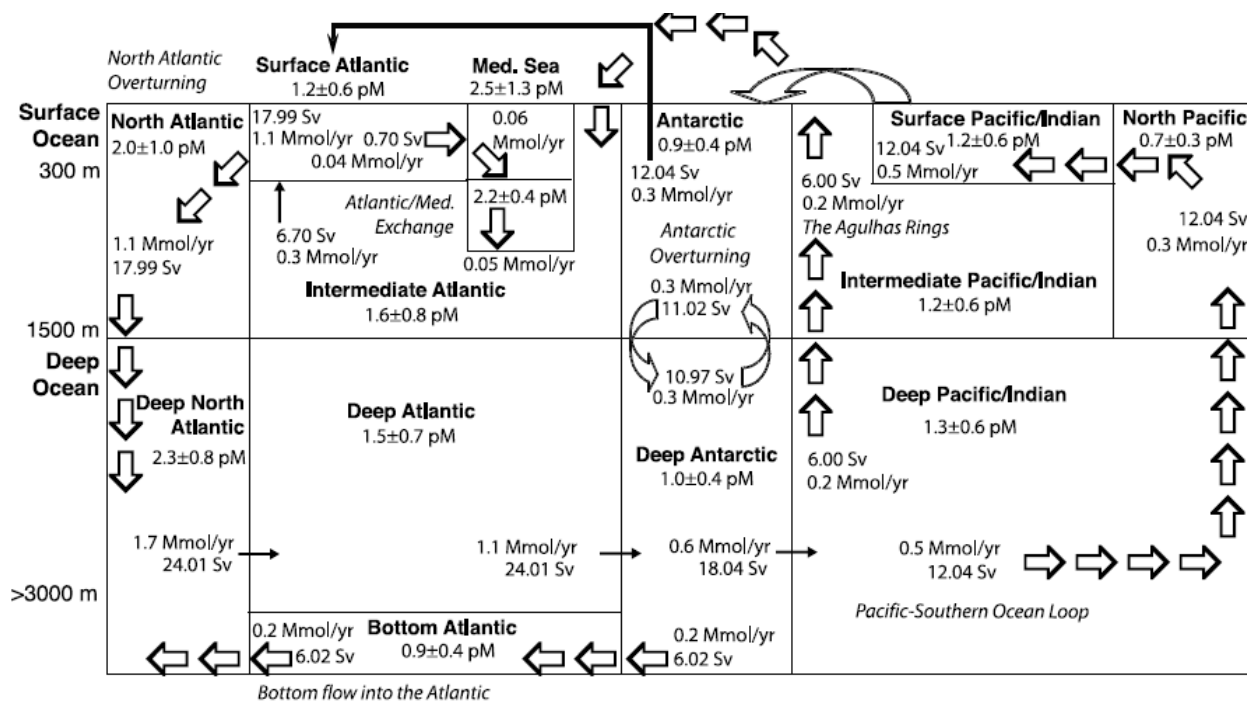 North Atlantic
Overturning
Surface Atlantic
1.2±0.6 pM
Med. Sea
2.5±1.3 pM
Surface
Ocean
300 m
North Atlantic
2.0±1.0 pM
17.99 Sv
1.1 Mmol/yr
0.70 Sv
0.04 Mmol/yr
0.06
Mmol/yr
Antarctic
0.9±0.4 pM
12.04 Sv
0.3 Mmol/yr
Surface Pacific/Indian
1.2±0.6 pM
12.04 Sv
0.5 Mmol/yr
North Pacific
0.7±0.3 pM
6.00 Sv
0.2 Mmol/yr
The Agulhas Rings
12.04 Sv
0.3 Mmol/yr
Atlantic/Med.
Exchange
2.2±0.4 pM
0.05 Mmol/yr
1.1 Mmol/yr
17.99 Sv
6.70 Sv
0.3 Mmol/yr
Intermediate Atlantic
1.6±0.8 pM
Antarctic
Overturning
0.3 Mmol/yr
11.02 Sv
Intermediate Pacific/Indian
1.2±0.6 pM
1500 m
Deep
Ocean
10.97 Sv
0.3 Mmol/yr
Deep North
Atlantic
2.3±0.8 pM
Deep Atlantic
1.5±0.7 pM
Deep Antarctic
1.0±0.4 pM
Deep Pacific/Indian
1.3±0.6 pM
6.00 Sv
0.2 Mmol/yr
1.7 Mmol/yr
24.01 Sv
1.1 Mmol/yr
24.01 Sv
0.6 Mmol/yr
18.04 Sv
0.5 Mmol/yr
12.04 Sv
>3000 m
Pacific-Southern Ocean Loop
0.2 Mmol/yr
6.02 Sv
Bottom Atlantic
0.9±0.4 pM
0.2 Mmol/yr
6.02 Sv
Bottom flow into the Atlantic